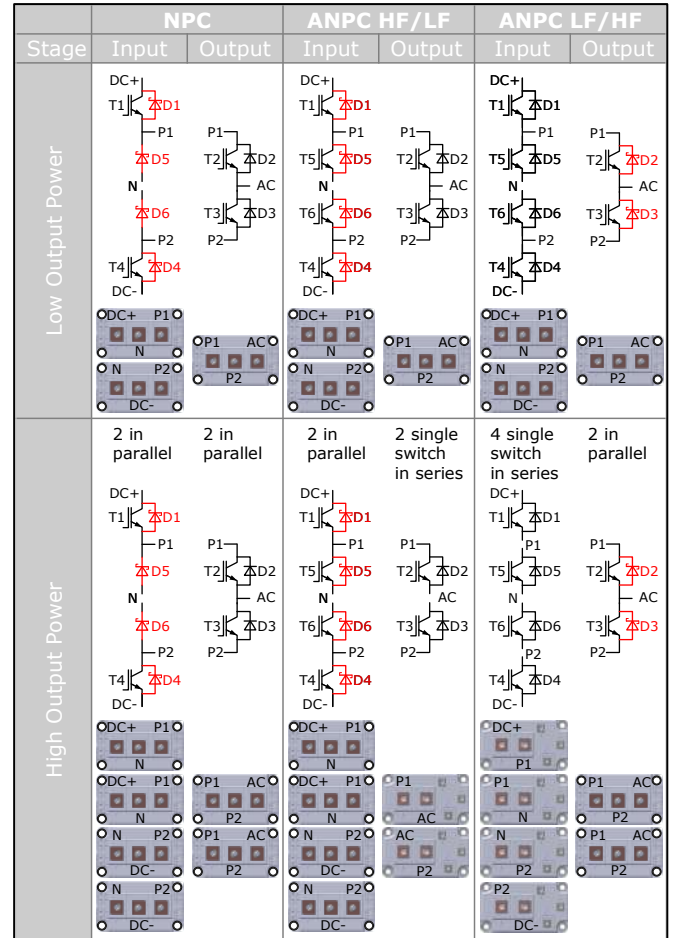 NPC ANPC HF/LF ANPC LF/HF
Stage Input Output Input Output Input Output
Low Output Power
DC+ DC+ DC+
T1 D1 T1 D1 T1 D1
P1 P1 P1 P1 P1 P1
D5 T2 D2 T5 D5 T2 D2 T5 D5 T2 D2
N AC N AC N AC
D6 T3 D3 T6 D6 T3 D3 T6 D6 T3 D3
P2 P2 P2 P2 P2 P2
T4 D4 T4 D4 T4 D4
DC- DC- DC-
DC+ P1 DC+ P1 DC+ P1
N P1 AC N P1 AC N P1 AC
N P2 P2 N P2 P2 N P2 P2
DC- DC- DC-
High Output Power
2 in 2 in 2 in 2 single 4 single 2 in
parallel parallel parallel switch switch parallel
in series in series
DC+ DC+ DC+
T1 D1 T1 D1 T1 D1
P1 P1 P1 P1 P1 P1
D5 T2 D2 T5 D5 T2 D2 T5 D5 T2 D2
N AC N AC N AC
D6 T3 D3 T6 D6 T3 D3 T6 D6 T3 D3
P2 P2 P2 P2 P2 P2
T4 D4 T4 D4 T4 D4
DC- DC- DC-
DC+ P1 DC+ P1 DC+
N N P1
DC+ P1 P1 AC DC+ P1 P1 P1 P1 AC
N P2 N AC N P2
N P2 P1 AC N P2 AC N P1 AC
DC- P2 DC- P2 P2 P2
N P2 N P2 P2
DC- DC- DC-